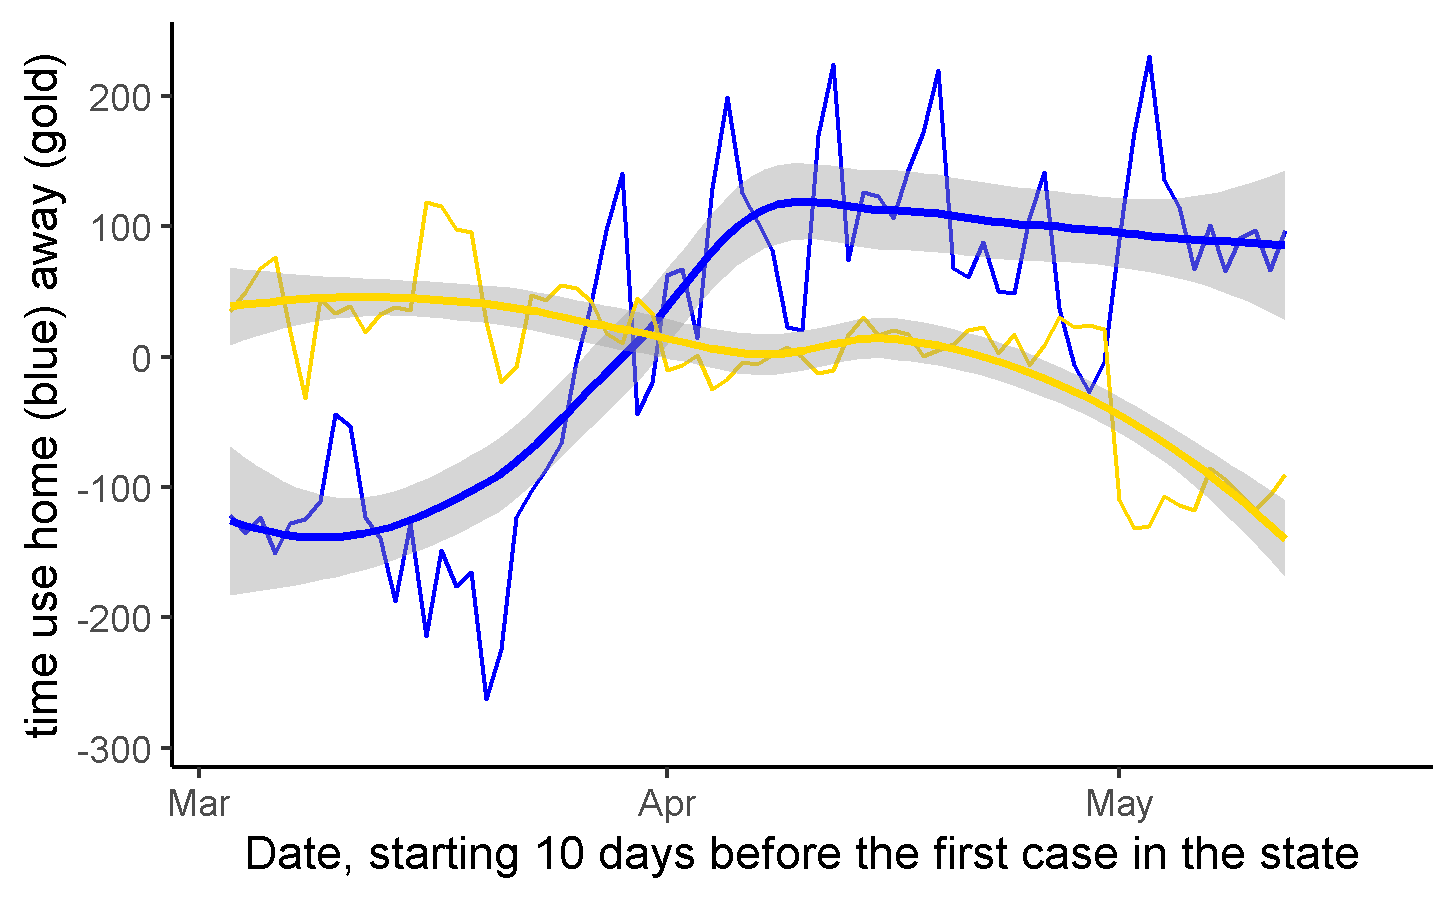 time use home (blue) away (gold)
200
100
0
-100
-200
-300
Mar
Apr
May
Date, starting 10 days before the first case in the state